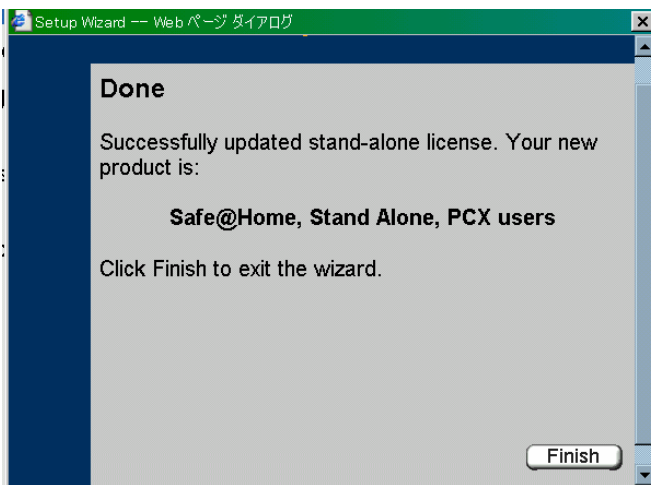 Setup Wizard -- Web ページ ダイアログ
Done
Successfully updated stand-alone license. Your new
product is:
Safe@Home, Stand Alone, PCX users
Click Finish to exit the wizard.
Finish